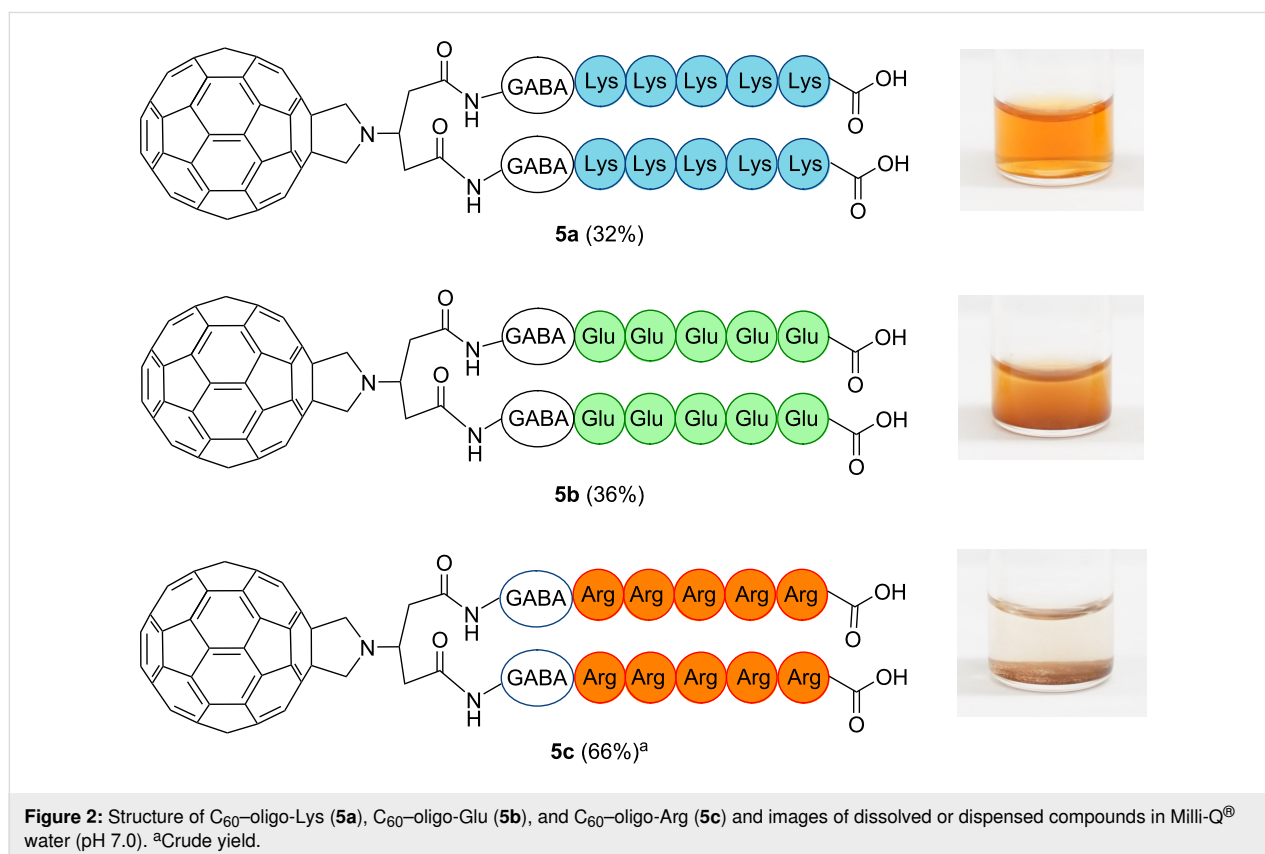 O
N
H
GABA Lys Lys Lys Lys Lys
OH
O
N
O
N
H
GABA Lys Lys Lys Lys Lys
OH
O
5a (32%)
O
N
H
GABA Glu Glu Glu Glu Glu
OH
O
N
O
N
H
GABA Glu Glu Glu Glu Glu
OH
O
5b (36%)
O
N
H
GABA Arg Arg Arg Arg Arg
OH
O
N
O
N
H
GABA Arg Arg Arg Arg Arg
OH
O
5c (66%)ᵃ
Figure 2: Structure of C₆₀–oligo-Lys (5a), C₆₀–oligo-Glu (5b), and C₆₀–oligo-Arg (5c) and images of dissolved or dispensed compounds in Milli-Q®
water (pH 7.0). ᵃCrude yield.